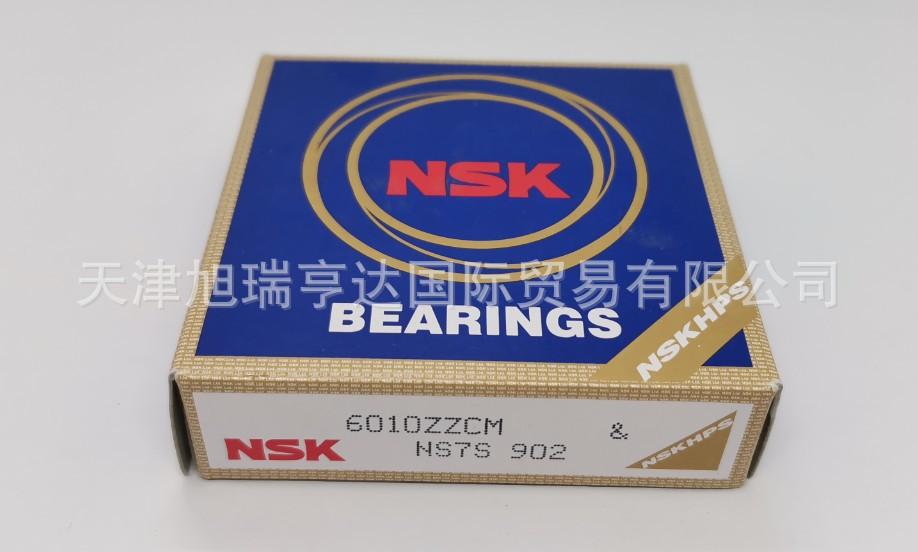 NSK
天津旭瑞亨达国际贸易有限公司
BEARINGS
NSKHPS
6010ZZCM &
NSK NS7S 902
NSKHPS